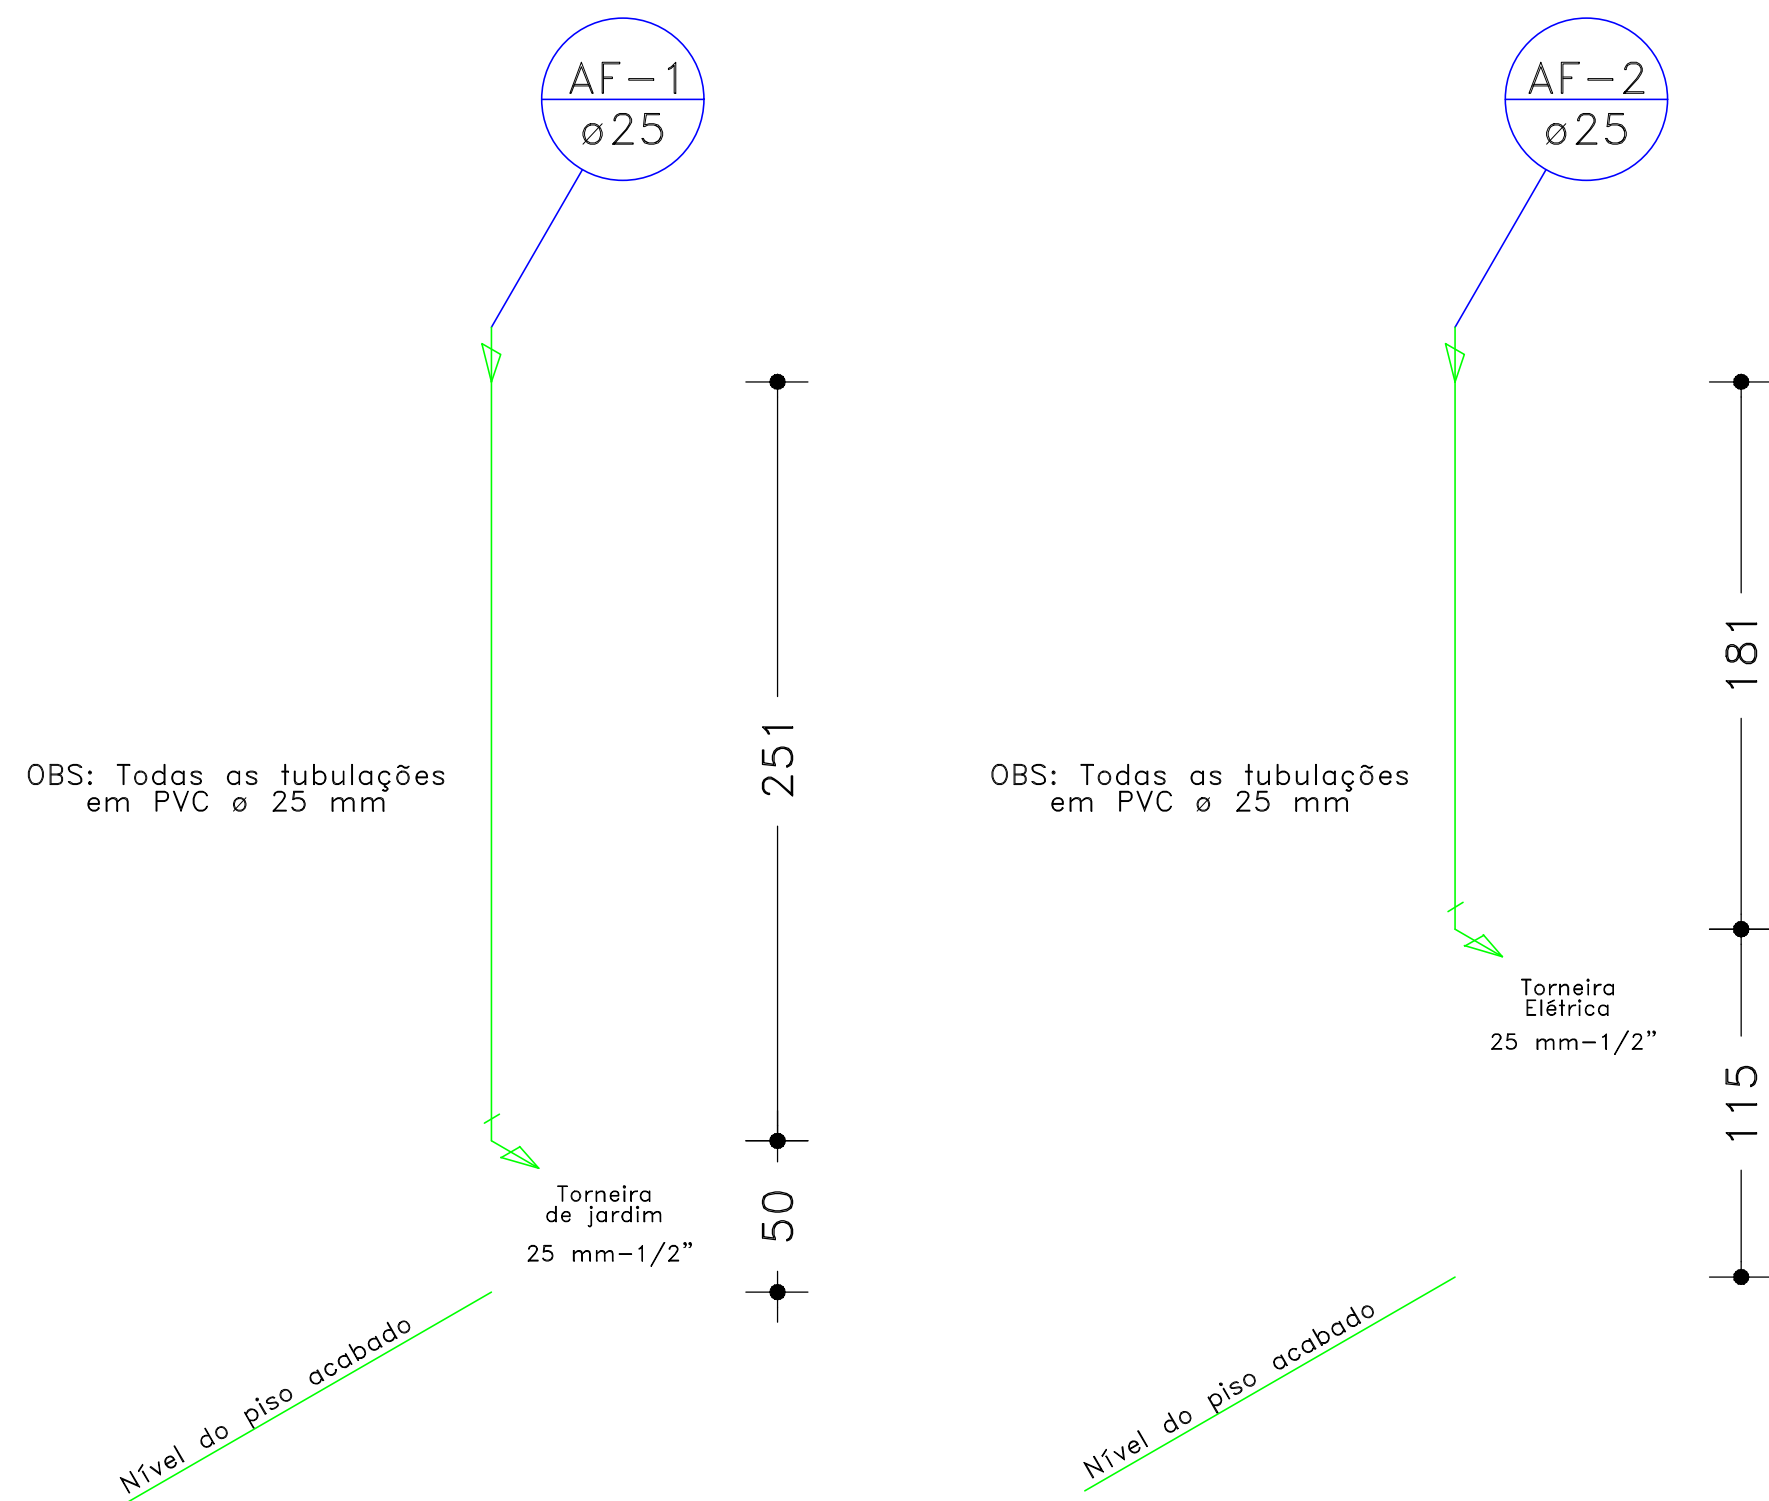 AF-1
ø25
251
OBS: Todas as tubulações
em PVC ø 25 mm
Torneira
de jardim
25 mm-1/2"
50
Nível do piso acabado
AF-2
ø25
181
OBS: Todas as tubulações
em PVC ø 25 mm
Torneira
Elétrica
25 mm-1/2"
115
Nível do piso acabado